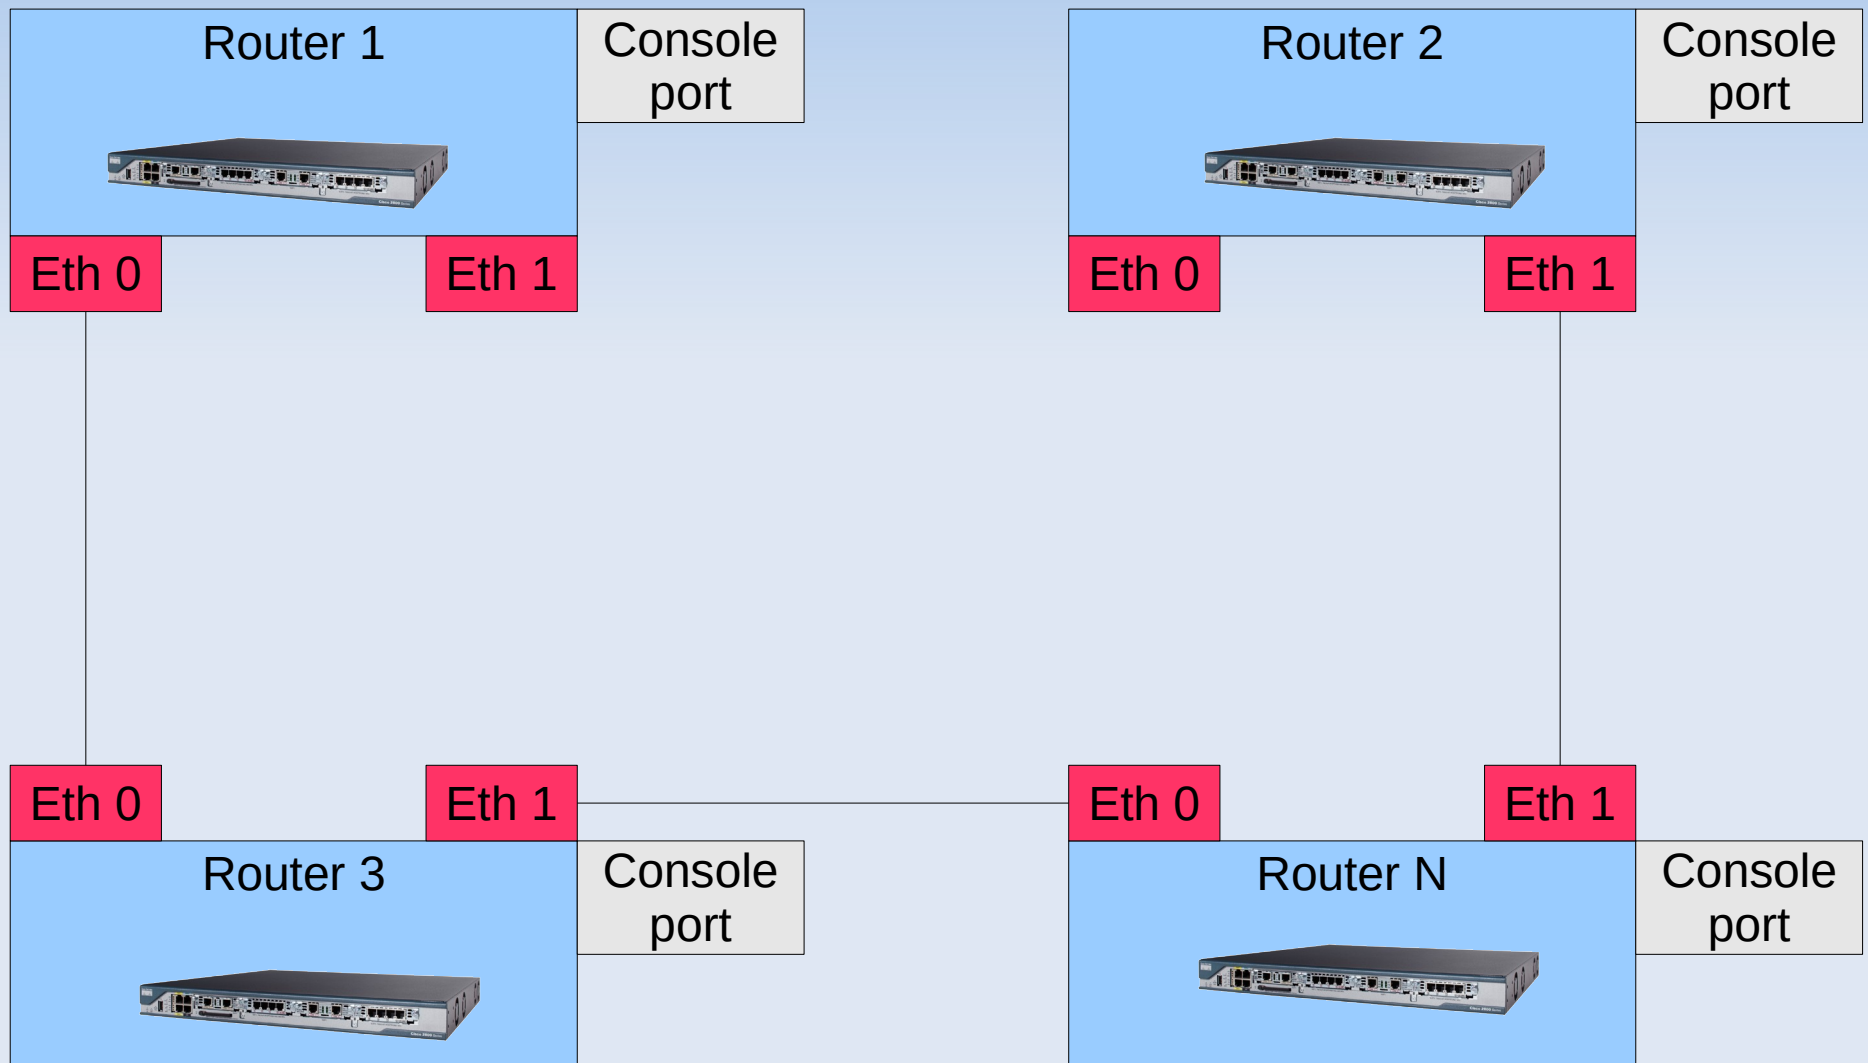 Router 1
Console
port
Router 2
Console
port
Eth 0
Eth 1
Eth 0
Eth 1
Eth 0
Eth 1
Eth 0
Eth 1
Router 3
Console
port
Router N
Console
port